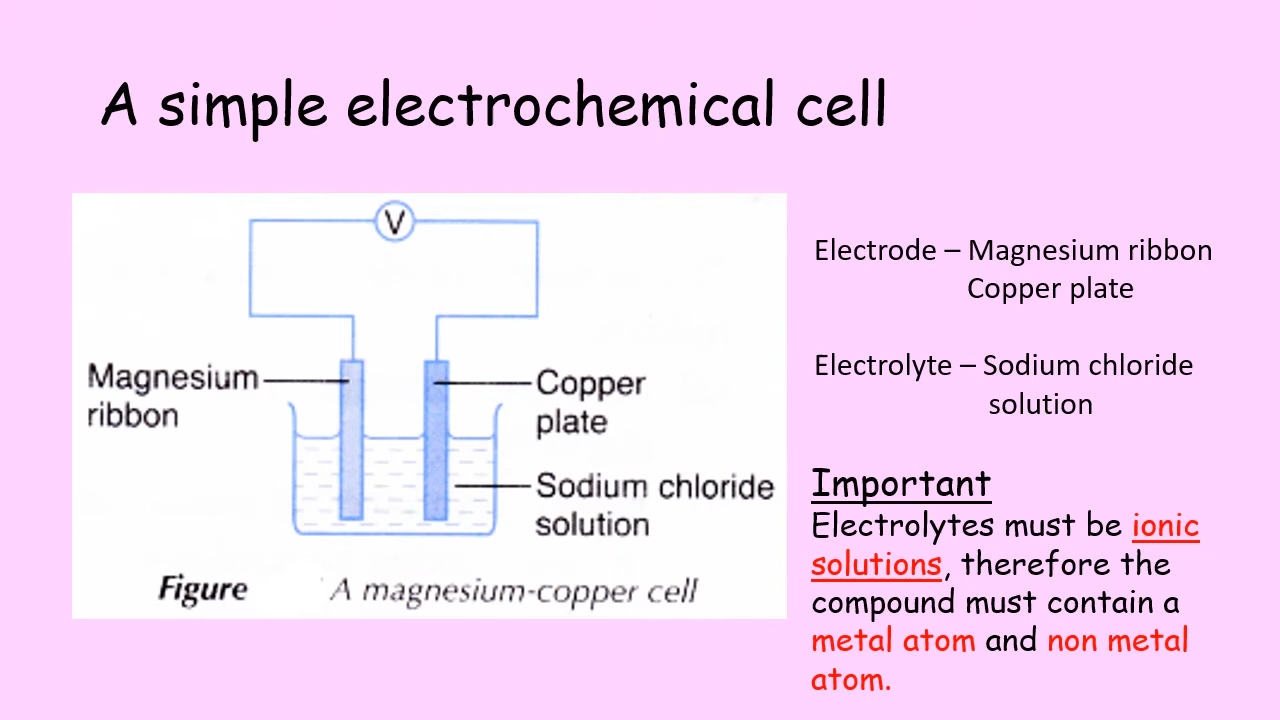 A simple electrochemical cell
V
Magnesium
ribbon
Copper
plate
Sodium chloride
solution
Figure A magnesium-copper cell
Electrode – Magnesium ribbon
Copper plate
Electrolyte – Sodium chloride
solution
Important
Electrolytes must be ionic
solutions, therefore the
compound must contain a
metal atom and non metal
atom.